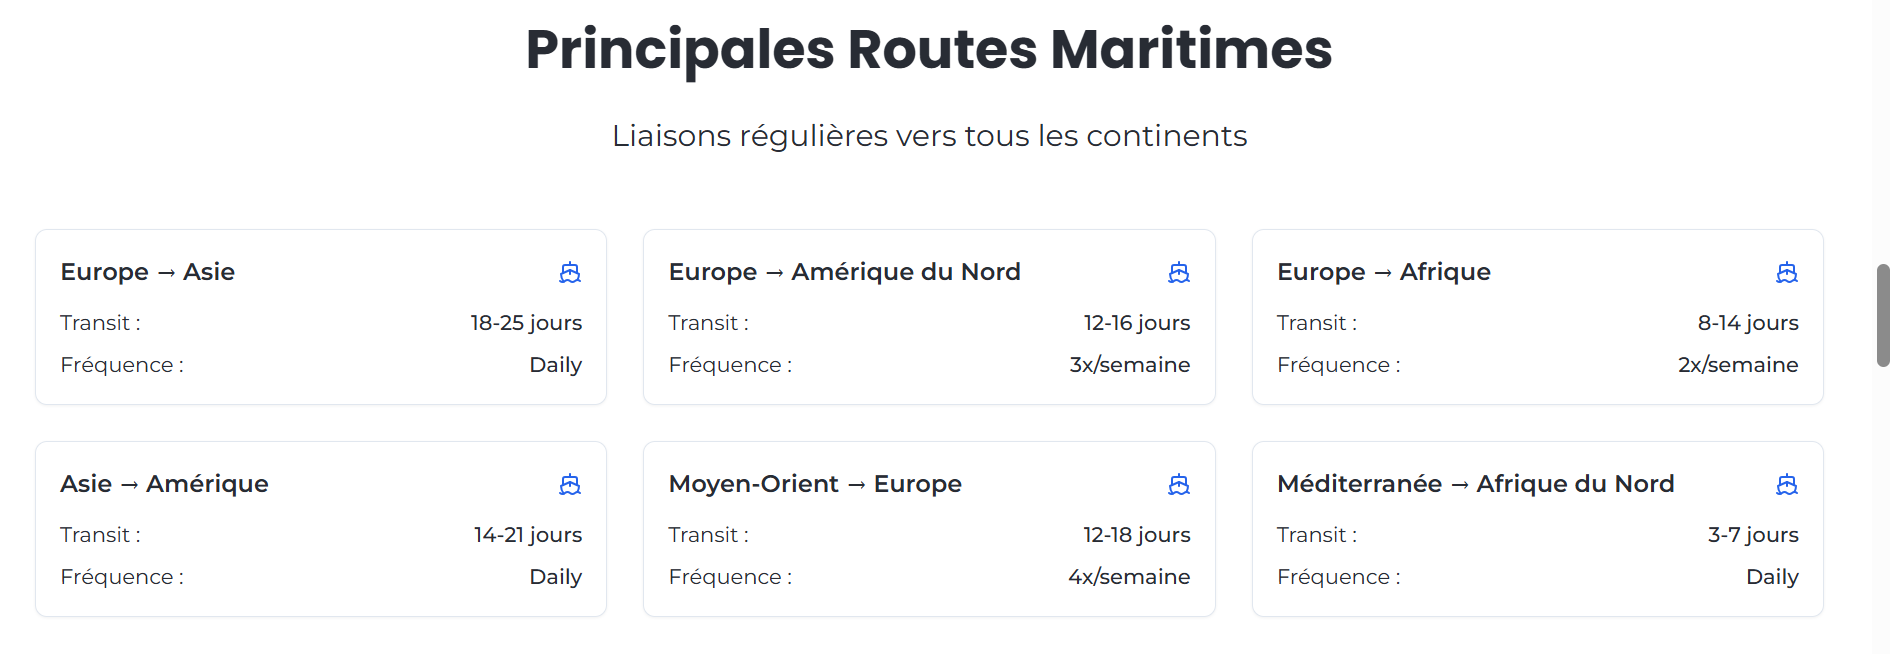 Principales Routes Maritimes
Liaisons régulières vers tous les continents
Europe → Asie
Transit : 18-25 jours
Fréquence : Daily
Europe → Amérique du Nord
Transit : 12-16 jours
Fréquence : 3x/semaine
Europe → Afrique
Transit : 8-14 jours
Fréquence : 2x/semaine
Asie → Amérique
Transit : 14-21 jours
Fréquence : Daily
Moyen-Orient → Europe
Transit : 12-18 jours
Fréquence : 4x/semaine
Méditerranée → Afrique du Nord
Transit : 3-7 jours
Fréquence : Daily